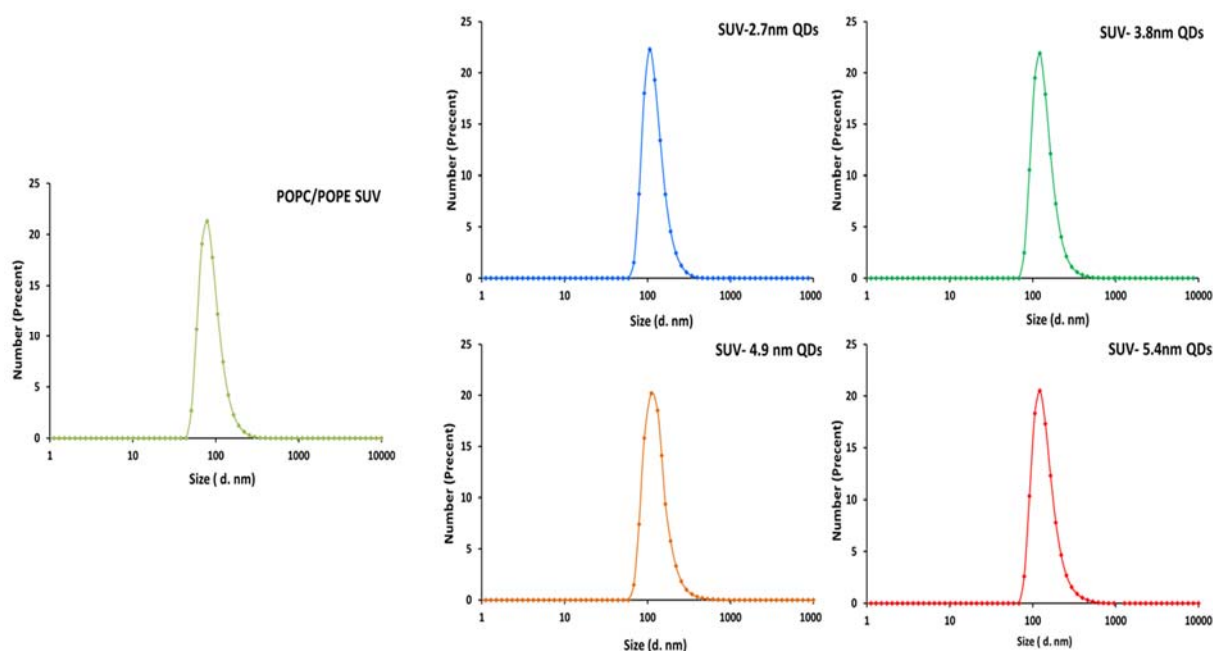 POPC/POPE SUV
Number (Precent)
25
20
15
10
5
0
1 10 100 1000 10000
Size ( d. nm)
SUV-2.7nm QDs
Number (Precent)
25
20
15
10
5
0
1 10 100 1000 1000
Size (d. nm)
SUV- 3.8nm QDs
Number (Precent)
25
20
15
10
5
0
1 10 100 1000 10000
Size (d. nm)
SUV- 4.9 nm QDs
Number (Precent)
25
20
15
10
5
0
1 10 100 1000 1000
Size (d. nm)
SUV- 5.4nm QDs
Number (Precent)
25
20
15
10
5
0
1 10 100 1000 10000
Size ( d. nm)